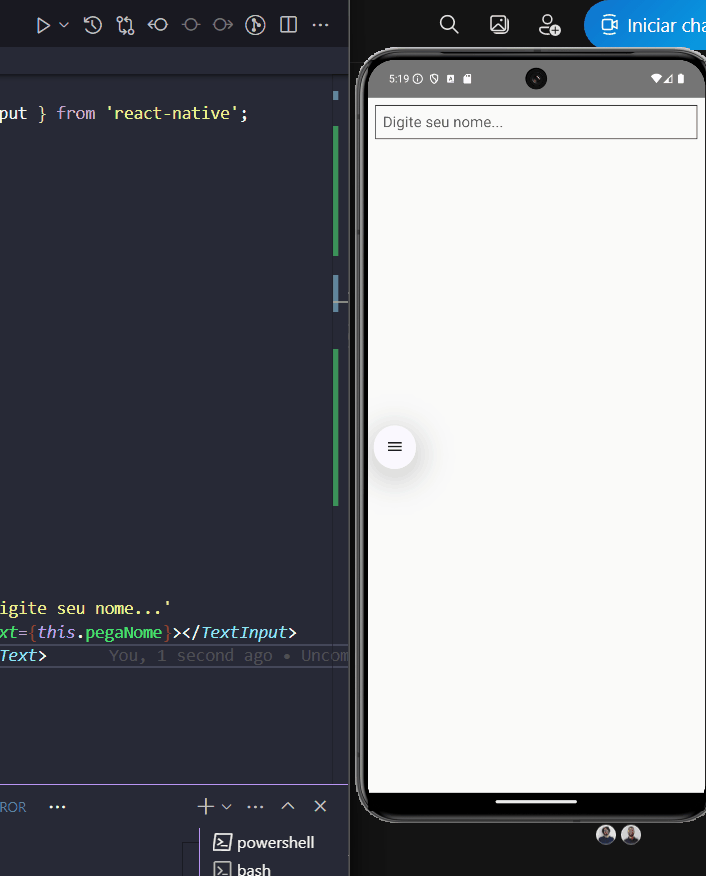 Iniciar cha
5:19
put } from 'react-native';
Digite seu nome...
igite seu nome...'
xt={this.pegaNome}></TextInput>
Text> You, 1 second ago • Uncom
ROR
powershell
bash